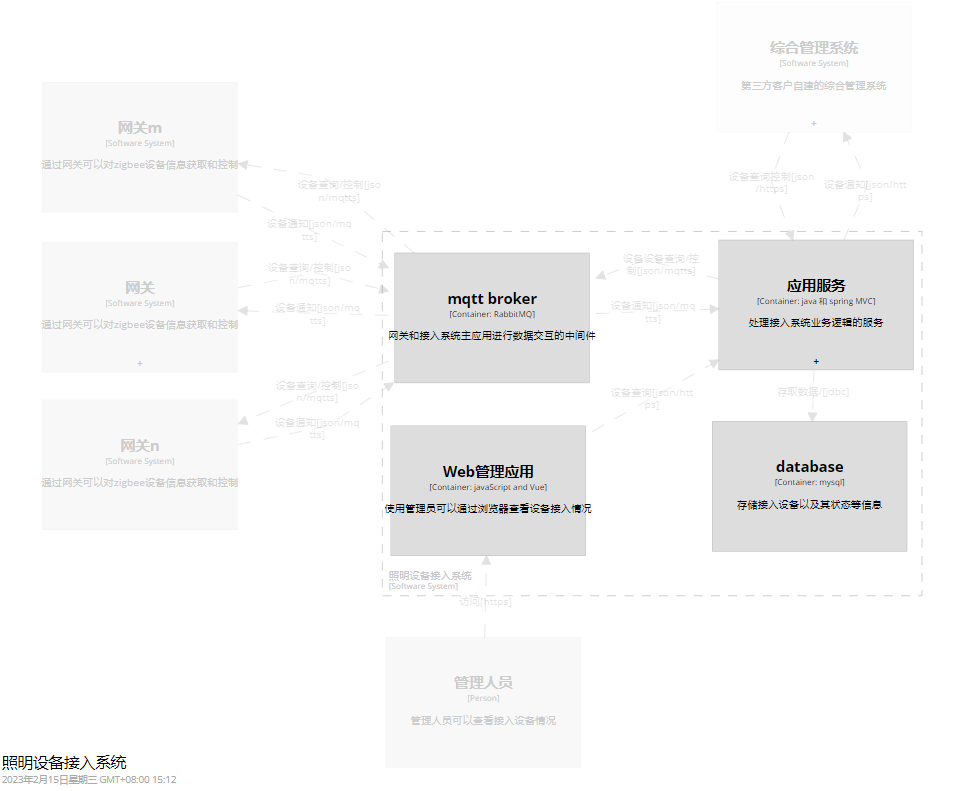 综合管理系统
[Software System]
第三方客户自建的综合管理系统
+
网关m
[Software System]
通过网关可以对zigbee设备信息获取和控制
设备查询/控制[jso
n/mqtts]
设备通知[json/mq
tts]
设备查询控制[json
/https]
设备通知[json/htt
ps]
网关
[Software System]
通过网关可以对zigbee设备信息获取和控制
+
设备查询/控制[jso
n/mqtts]
设备通知[json/mq
tts]
mqtt broker
[Container: RabbitMQ]
网关和接入系统主应用进行数据交互的中间件
设备设备查询/控
制[json/mqtts]
设备通知[json/mq
tts]
应用服务
[Container: java 和 spring MVC]
处理接入系统业务逻辑的服务
+
网关n
[Software System]
通过网关可以对zigbee设备信息获取和控制
设备查询/控制[jso
n/mqtts]
设备通知[json/mq
tts]
设备查询[json/htt
ps]
存取数据/[jdbc]
Web管理应用
[Container: javaScript and Vue]
使用管理员可以通过浏览器查看设备接入情况
database
[Container: mysql]
存储接入设备以及其状态等信息
照明设备接入系统
[Software System]
访问[https]
管理人员
[Person]
管理人员可以查看接入设备情况
照明设备接入系统
2023年2月15日星期三 GMT+08:00 15:12